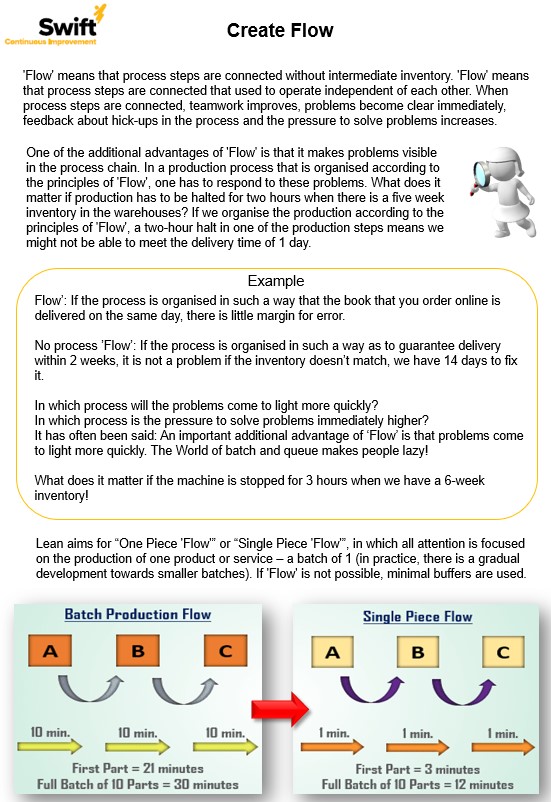 Swift
Continuous Improvement
Create Flow
'Flow' means that process steps are connected without intermediate inventory. 'Flow' means
that process steps are connected that used to operate independent of each other. When
process steps are connected, teamwork improves, problems become clear immediately,
feedback about hick-ups in the process and the pressure to solve problems increases.
One of the additional advantages of 'Flow' is that it makes problems visible
in the process chain. In a production process that is organised according to
the principles of 'Flow', one has to respond to these problems. What does it
matter if production has to be halted for two hours when there is a five week
inventory in the warehouses? If we organise the production according to the
principles of 'Flow', a two-hour halt in one of the production steps means we
might not be able to meet the delivery time of 1 day.
Example
Flow’: If the process is organised in such a way that the book that you order online is
delivered on the same day, there is little margin for error.
No process 'Flow’: If the process is organised in such a way as to guarantee delivery
within 2 weeks, it is not a problem if the inventory doesn’t match, we have 14 days to fix
it.
In which process will the problems come to light more quickly?
In which process is the pressure to solve problems immediately higher?
It has often been said: An important additional advantage of ‘Flow’ is that problems come
to light more quickly. The World of batch and queue makes people lazy!
What does it matter if the machine is stopped for 3 hours when we have a 6-week
inventory!
Lean aims for “One Piece 'Flow'” or “Single Piece 'Flow'”, in which all attention is focused
on the production of one product or service – a batch of 1 (in practice, there is a gradual
development towards smaller batches). If 'Flow' is not possible, minimal buffers are used.
Batch Production Flow
A B C
10 min. 10 min. 10 min.
First Part = 21 minutes
Full Batch of 10 Parts = 30 minutes
Single Piece Flow
A B C
1 min. 1 min. 1 min.
First Part = 3 minutes
Full Batch of 10 Parts = 12 minutes